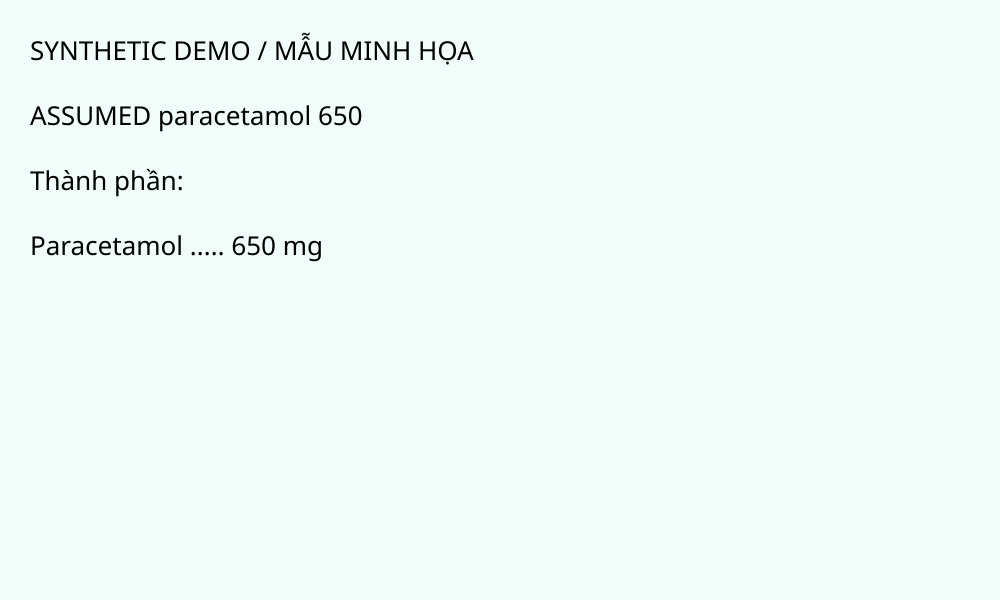 SYNTHETIC DEMO / MẪU MINH HỌA
ASSUMED paracetamol 650
Thành phần:
Paracetamol ..... 650 mg